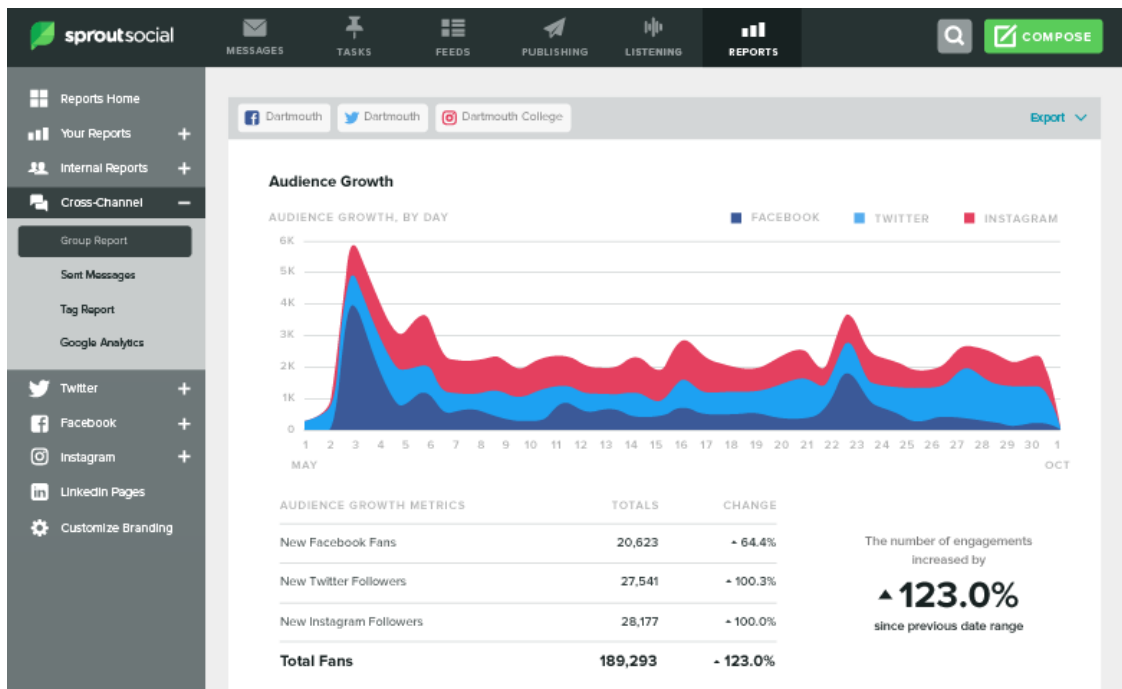 sproutsocial
MESSAGES
TASKS
FEEDS
PUBLISHING
LISTENING
REPORTS
COMPOSE
Reports Home
Your Reports
Internal Reports
Cross-Channel
Group Report
Sent Messages
Tag Report
Google Analytics
Twitter
Facebook
Instagram
LinkedIn Pages
Customize Branding
Dartmouth Dartmouth Dartmouth College Export
Audience Growth
AUDIENCE GROWTH, BY DAY FACEBOOK TWITTER INSTAGRAM
6K
5K
4K
3K
2K
1K
0
1 2 3 4 5 6 7 8 9 10 11 12 13 14 15 16 17 18 19 20 21 22 23 24 25 26 27 28 29 30 1
MAY OCT
AUDIENCE GROWTH METRICS TOTALS CHANGE
New Facebook Fans 20,623 64.4%
New Twitter Followers 27,541 100.3%
New Instagram Followers 28,177 100.0%
Total Fans 189,293 123.0%
The number of engagements
increased by
123.0%
since previous date range